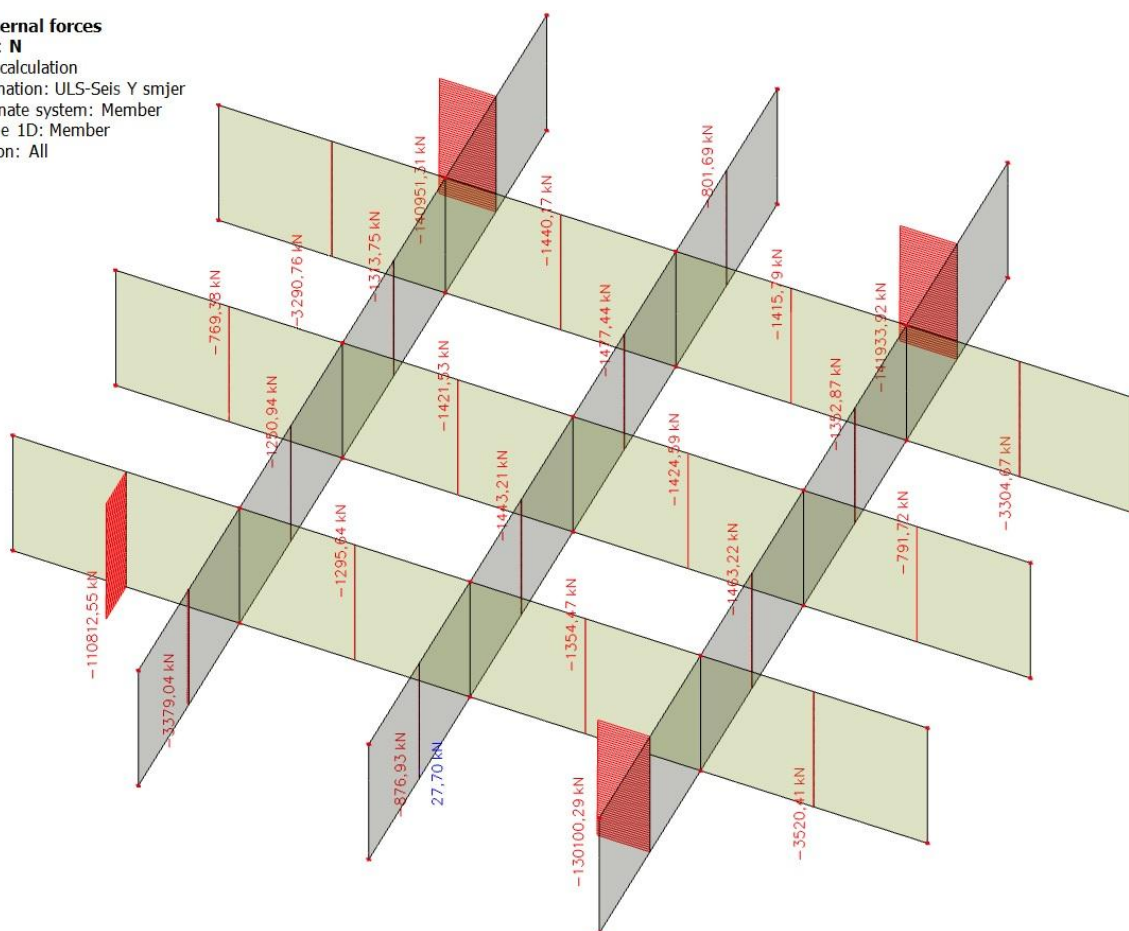 ernal forces
: N
calculation
nation: ULS-Seis Y smjer
nate system: Member
e 1D: Member
on: All
-140951,31 kN
-801,69 kN
-1440,17 kN
-1313,75 kN
-3290,76 kN
-769,38 kN
-1415,79 kN
-141933,92 kN
-1477,44 kN
-1421,53 kN
-1352,87 kN
-1250,94 kN
-3304,67 kN
-1424,59 kN
-1443,21 kN
-791,72 kN
-1295,64 kN
-1463,22 kN
-110812,55 kN
-1354,47 kN
-3379,04 kN
-876,93 kN
27,70 kN
-130100,29 kN
-3520,41 kN